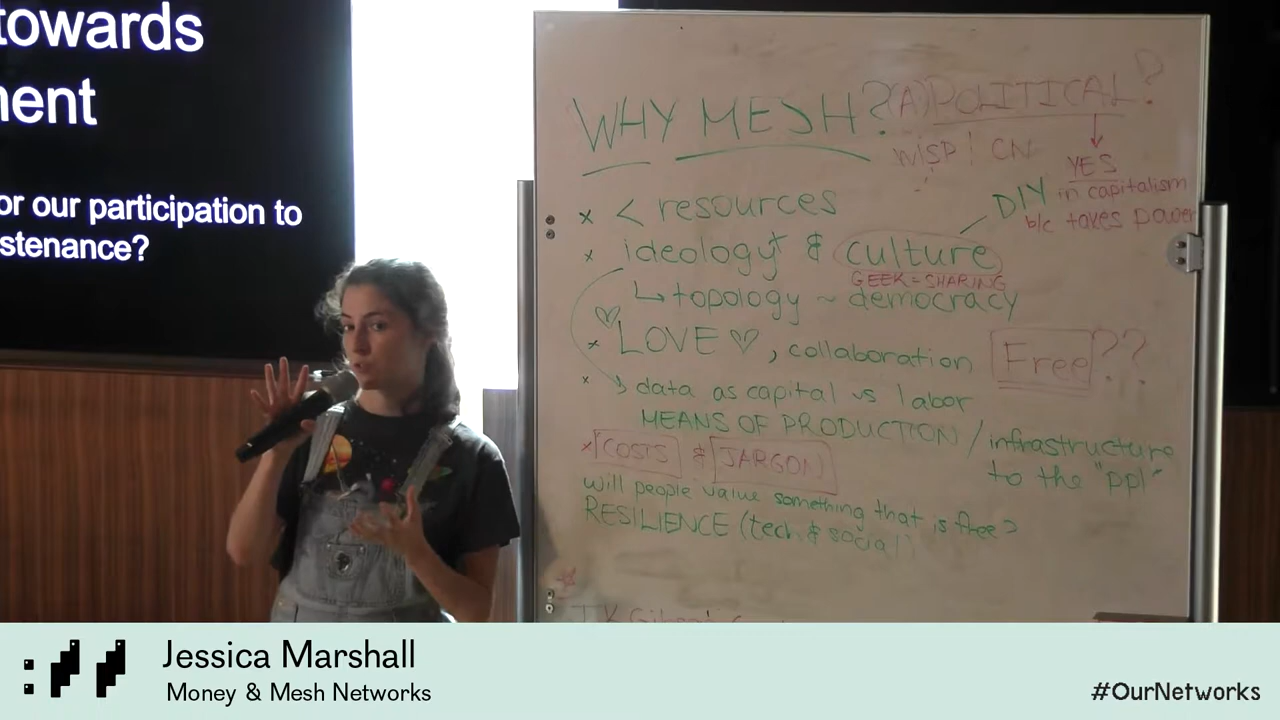 towards
nent
or our participation to
stenance?
WHY MESH? (A)POLITICAL?
WISP | CN
YES
DIY in capitalism
b/c takes power
x < resources
x ideology & culture
GEEK = SHARING
↳ topology ~ democracy
x ♡ LOVE ♡, collaboration Free??
x data as capital vs labor
MEANS OF PRODUCTION / infrastructure
to the "ppl"
x COSTS & JARGON
will people value something that is free?
RESILIENCE (tech & social)
Jessica Marshall
Money & Mesh Networks
#OurNetworks